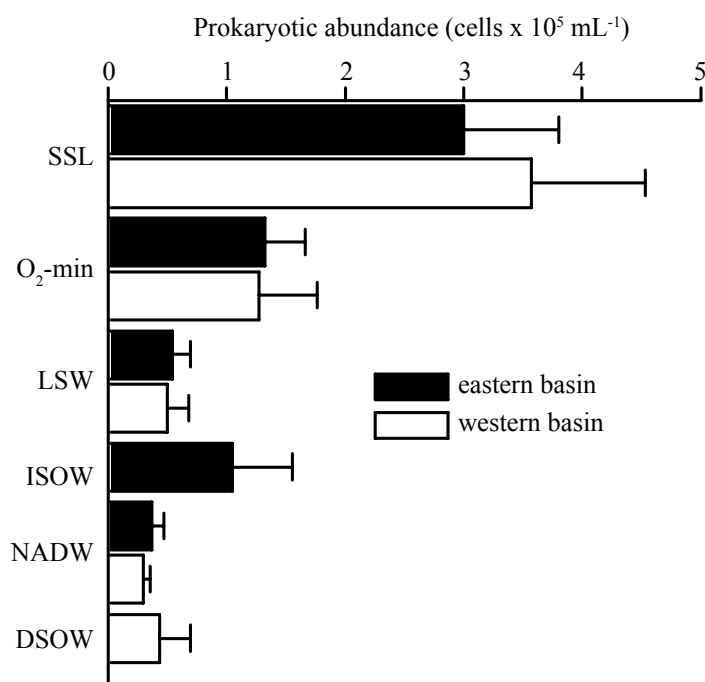 Prokaryotic abundance (cells x 10⁵ mL⁻¹)
0 1 2 3 4 5
SSL
O₂-min
LSW
eastern basin
western basin
ISOW
NADW
DSOW